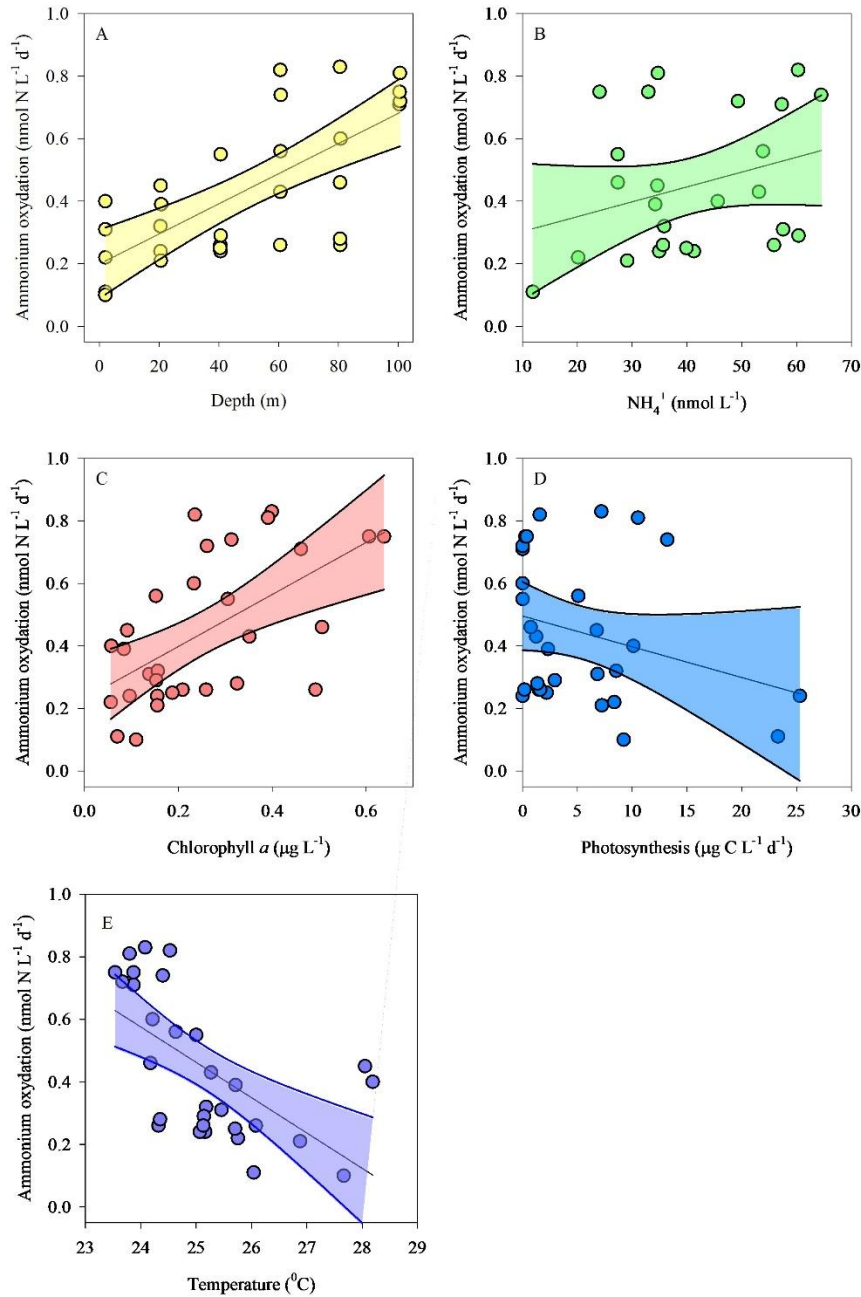 A
Ammonium oxydation (nmol N L⁻¹ d⁻¹)
1.0
0.8
0.6
0.4
0.2
0.0
0 20 40 60 80 100
Depth (m)
B
Ammonium oxydation (nmol N L⁻¹ d⁻¹)
1.0
0.8
0.6
0.4
0.2
0.0
10 20 30 40 50 60 70
NH₄⁺ (nmol L⁻¹)
C
Ammonium oxydation (nmol N L⁻¹ d⁻¹)
1.0
0.8
0.6
0.4
0.2
0.0
0.0 0.2 0.4 0.6
Chlorophyll a (µg L⁻¹)
D
Ammonium oxydation (nmol N L⁻¹ d⁻¹)
1.0
0.8
0.6
0.4
0.2
0.0
0 5 10 15 20 25 30
Photosynthesis (µg C L⁻¹ d⁻¹)
E
Ammonium oxydation (nmol N L⁻¹ d⁻¹)
1.0
0.8
0.6
0.4
0.2
0.0
23 24 25 26 27 28 29
Temperature (⁰C)